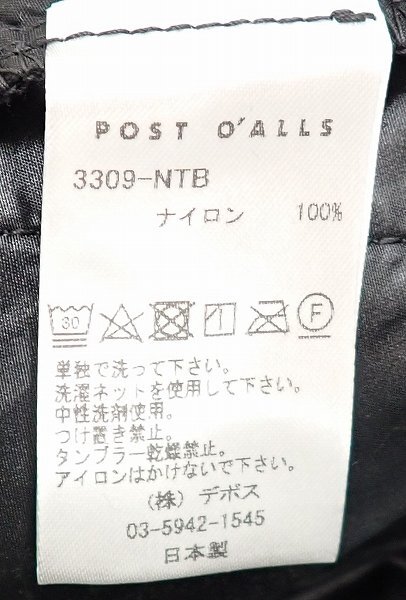 POST O'ALLS
3309-NTB
ナイロン 100%
30 F
単独で洗って下さい。
洗濯ネットを使用して下さい。
中性洗剤使用。
つけ置き禁止。
タンブラー乾燥禁止。
アイロンはかけないで下さい。
(株) デポス
03-5942-1545
日本製